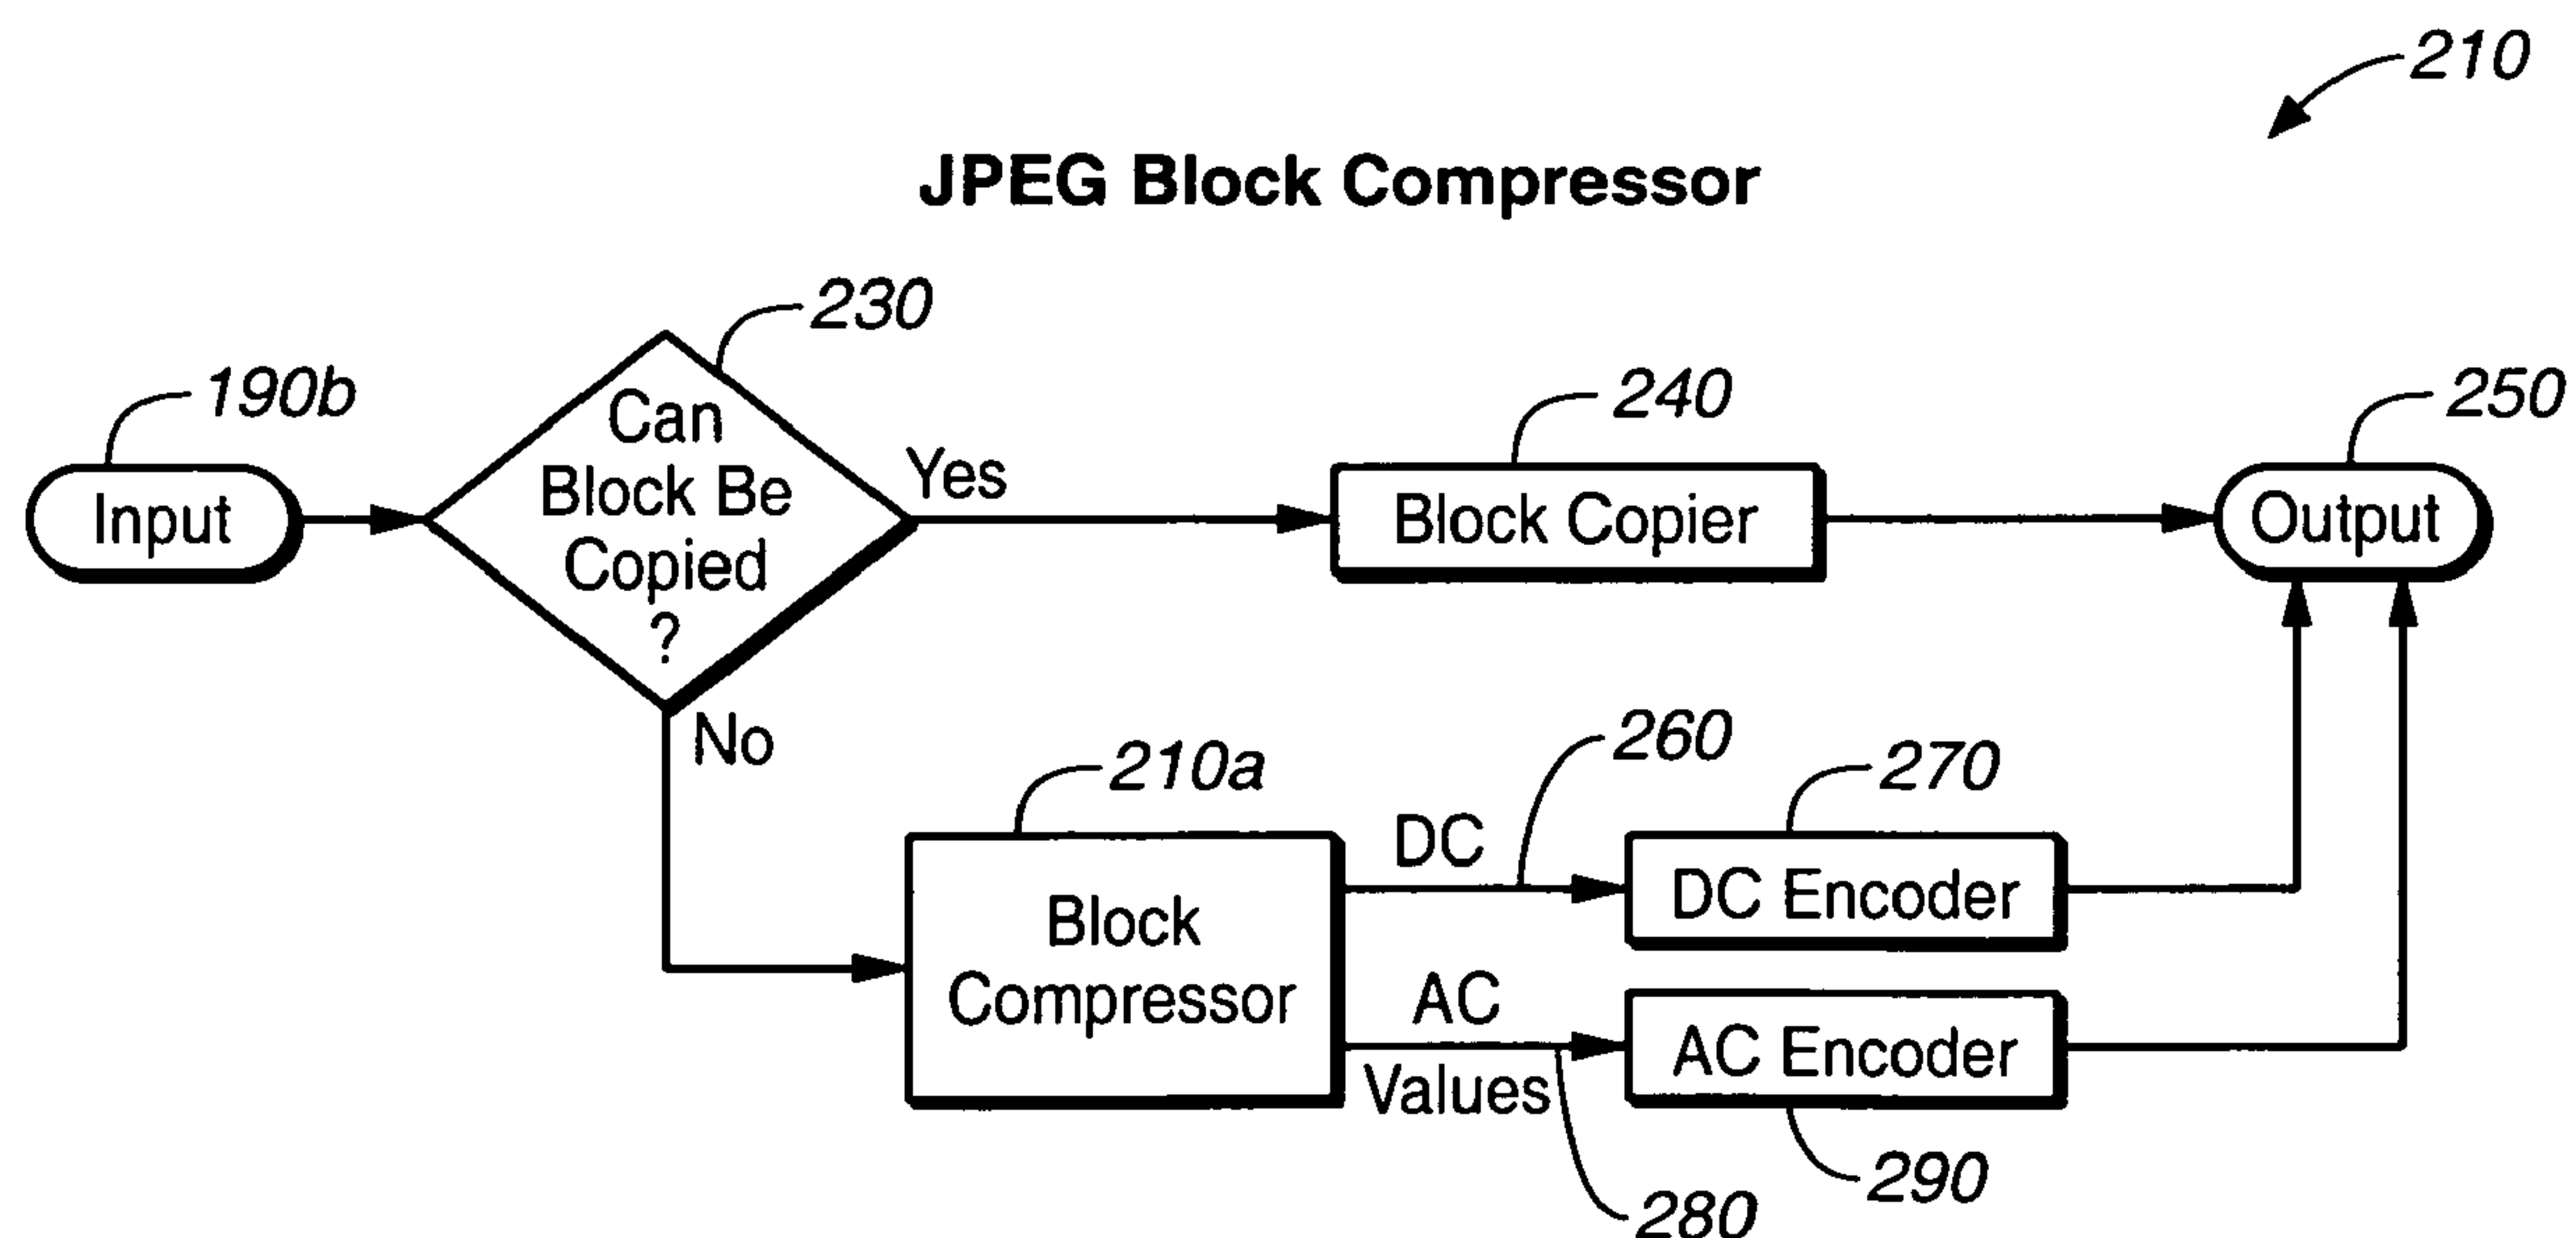 210
JPEG Block Compressor
230
190b
Can
Block Be
Copied
?
Yes
240
250
Input
Block Copier
Output
No
210a
260
270
DC
Block
Compressor
DC Encoder
AC
Values
AC Encoder
280
290